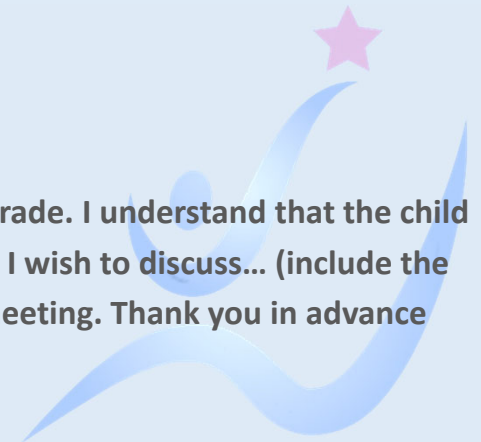 rade. I understand that the child
I wish to discuss… (include the
eeting. Thank you in advance